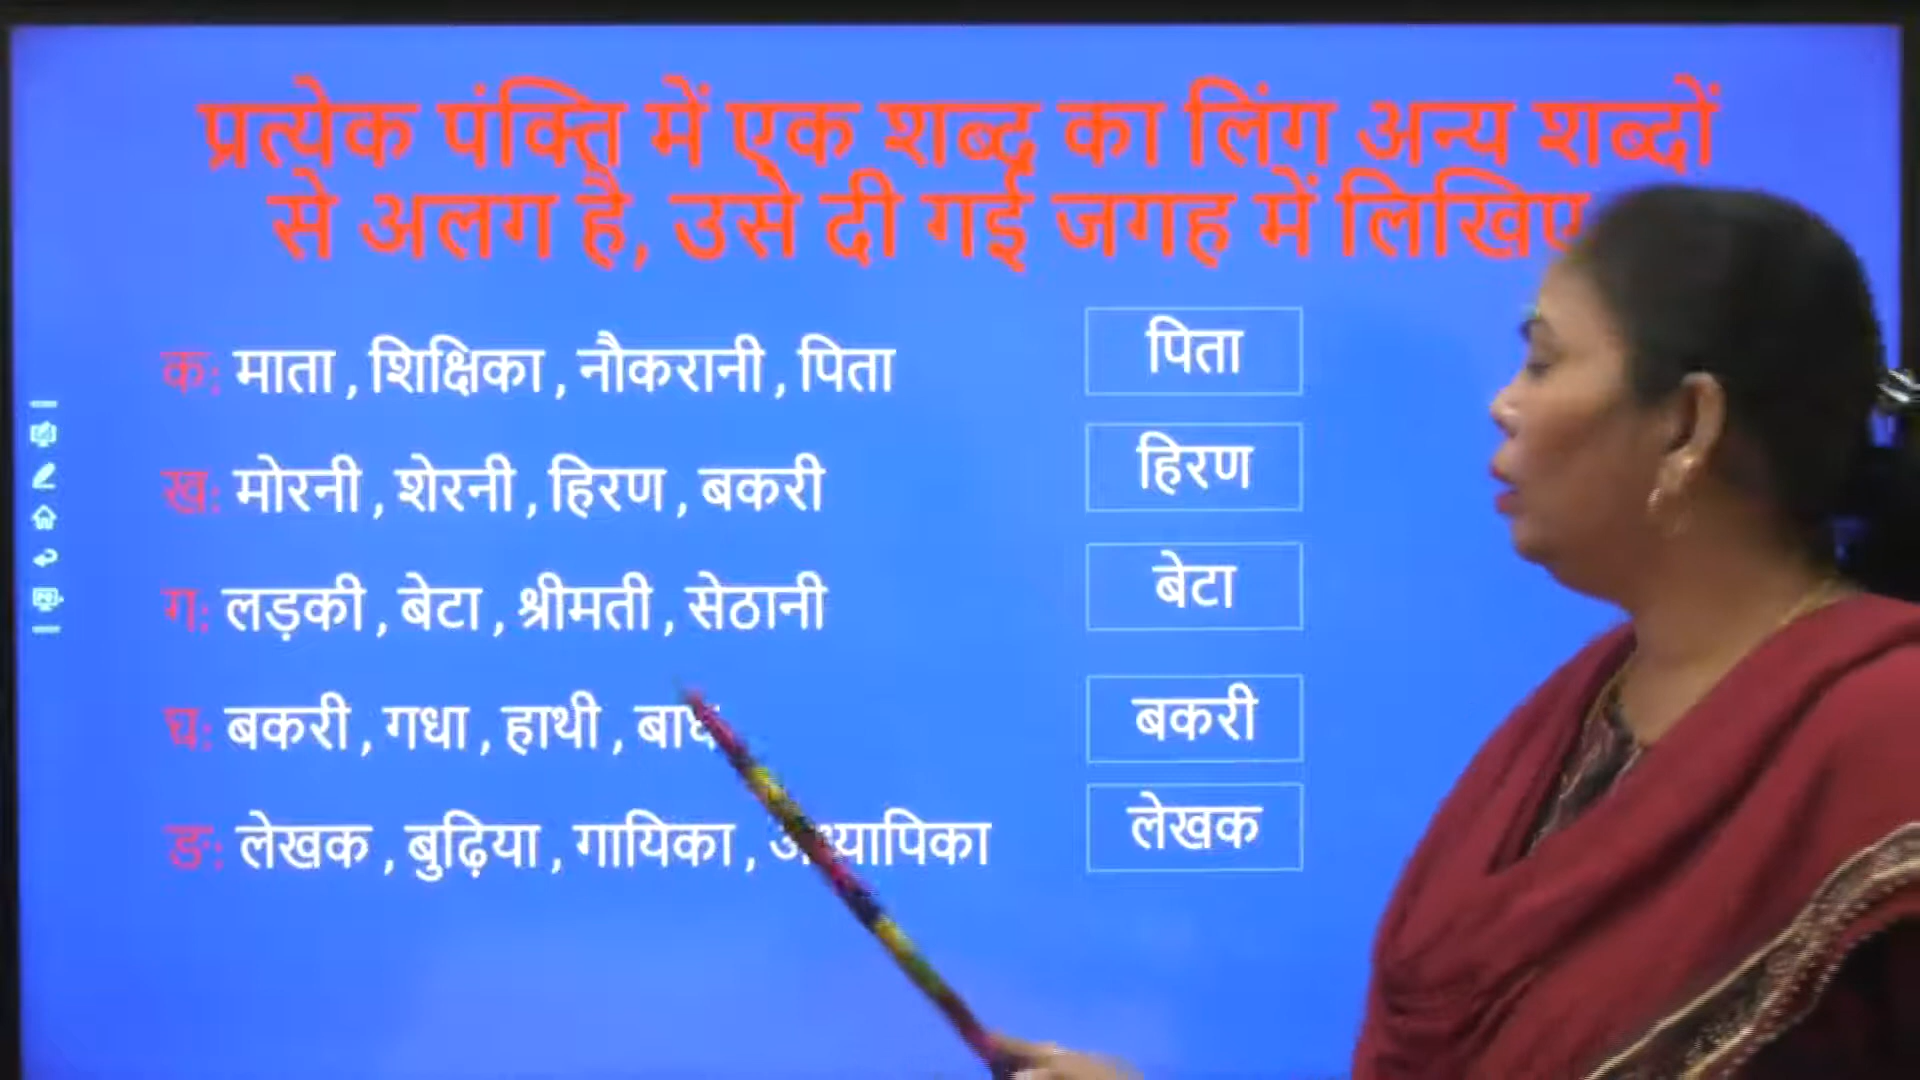 प्रत्येक पंक्ति में एक शब्द का लिंग अन्य शब्दों
से अलग है, उसे दी गई जगह में लिखिए
क: माता , शिक्षिका , नौकरानी , पिता
पिता
ख: मोरनी , शेरनी , हिरण , बकरी
हिरण
ग: लड़की , बेटा , श्रीमती , सेठानी
बेटा
घ: बकरी , गधा , हाथी , बाघ
बकरी
ङ: लेखक , बुढ़िया , गायिका , अध्यापिका
लेखक